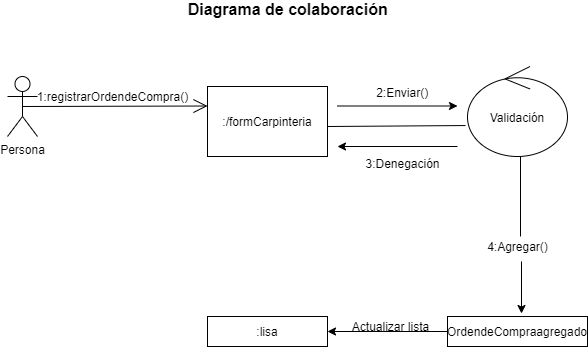 Diagrama de colaboración
1:registrarOrdendeCompra()
2:Enviar()
:/formCarpinteria
Validación
Persona
3:Denegación
4:Agregar()
:lisa
Actualizar lista
OrdendeCompraagregado